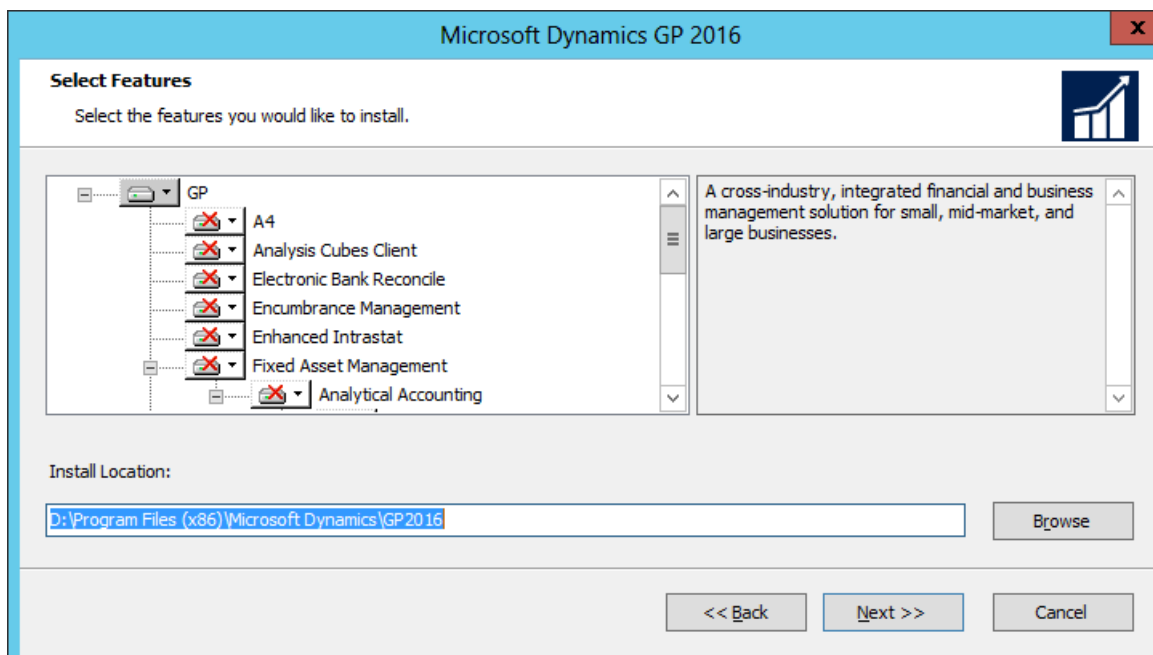 Microsoft Dynamics GP 2016
x
Select Features
Select the features you would like to install.
GP
A4
Analysis Cubes Client
Electronic Bank Reconcile
Encumbrance Management
Enhanced Intrastat
Fixed Asset Management
Analytical Accounting
A cross-industry, integrated financial and business
management solution for small, mid-market, and
large businesses.
Install Location:
D:\Program Files (x86)\Microsoft Dynamics\GP2016
Browse
<< Back
Next >>
Cancel